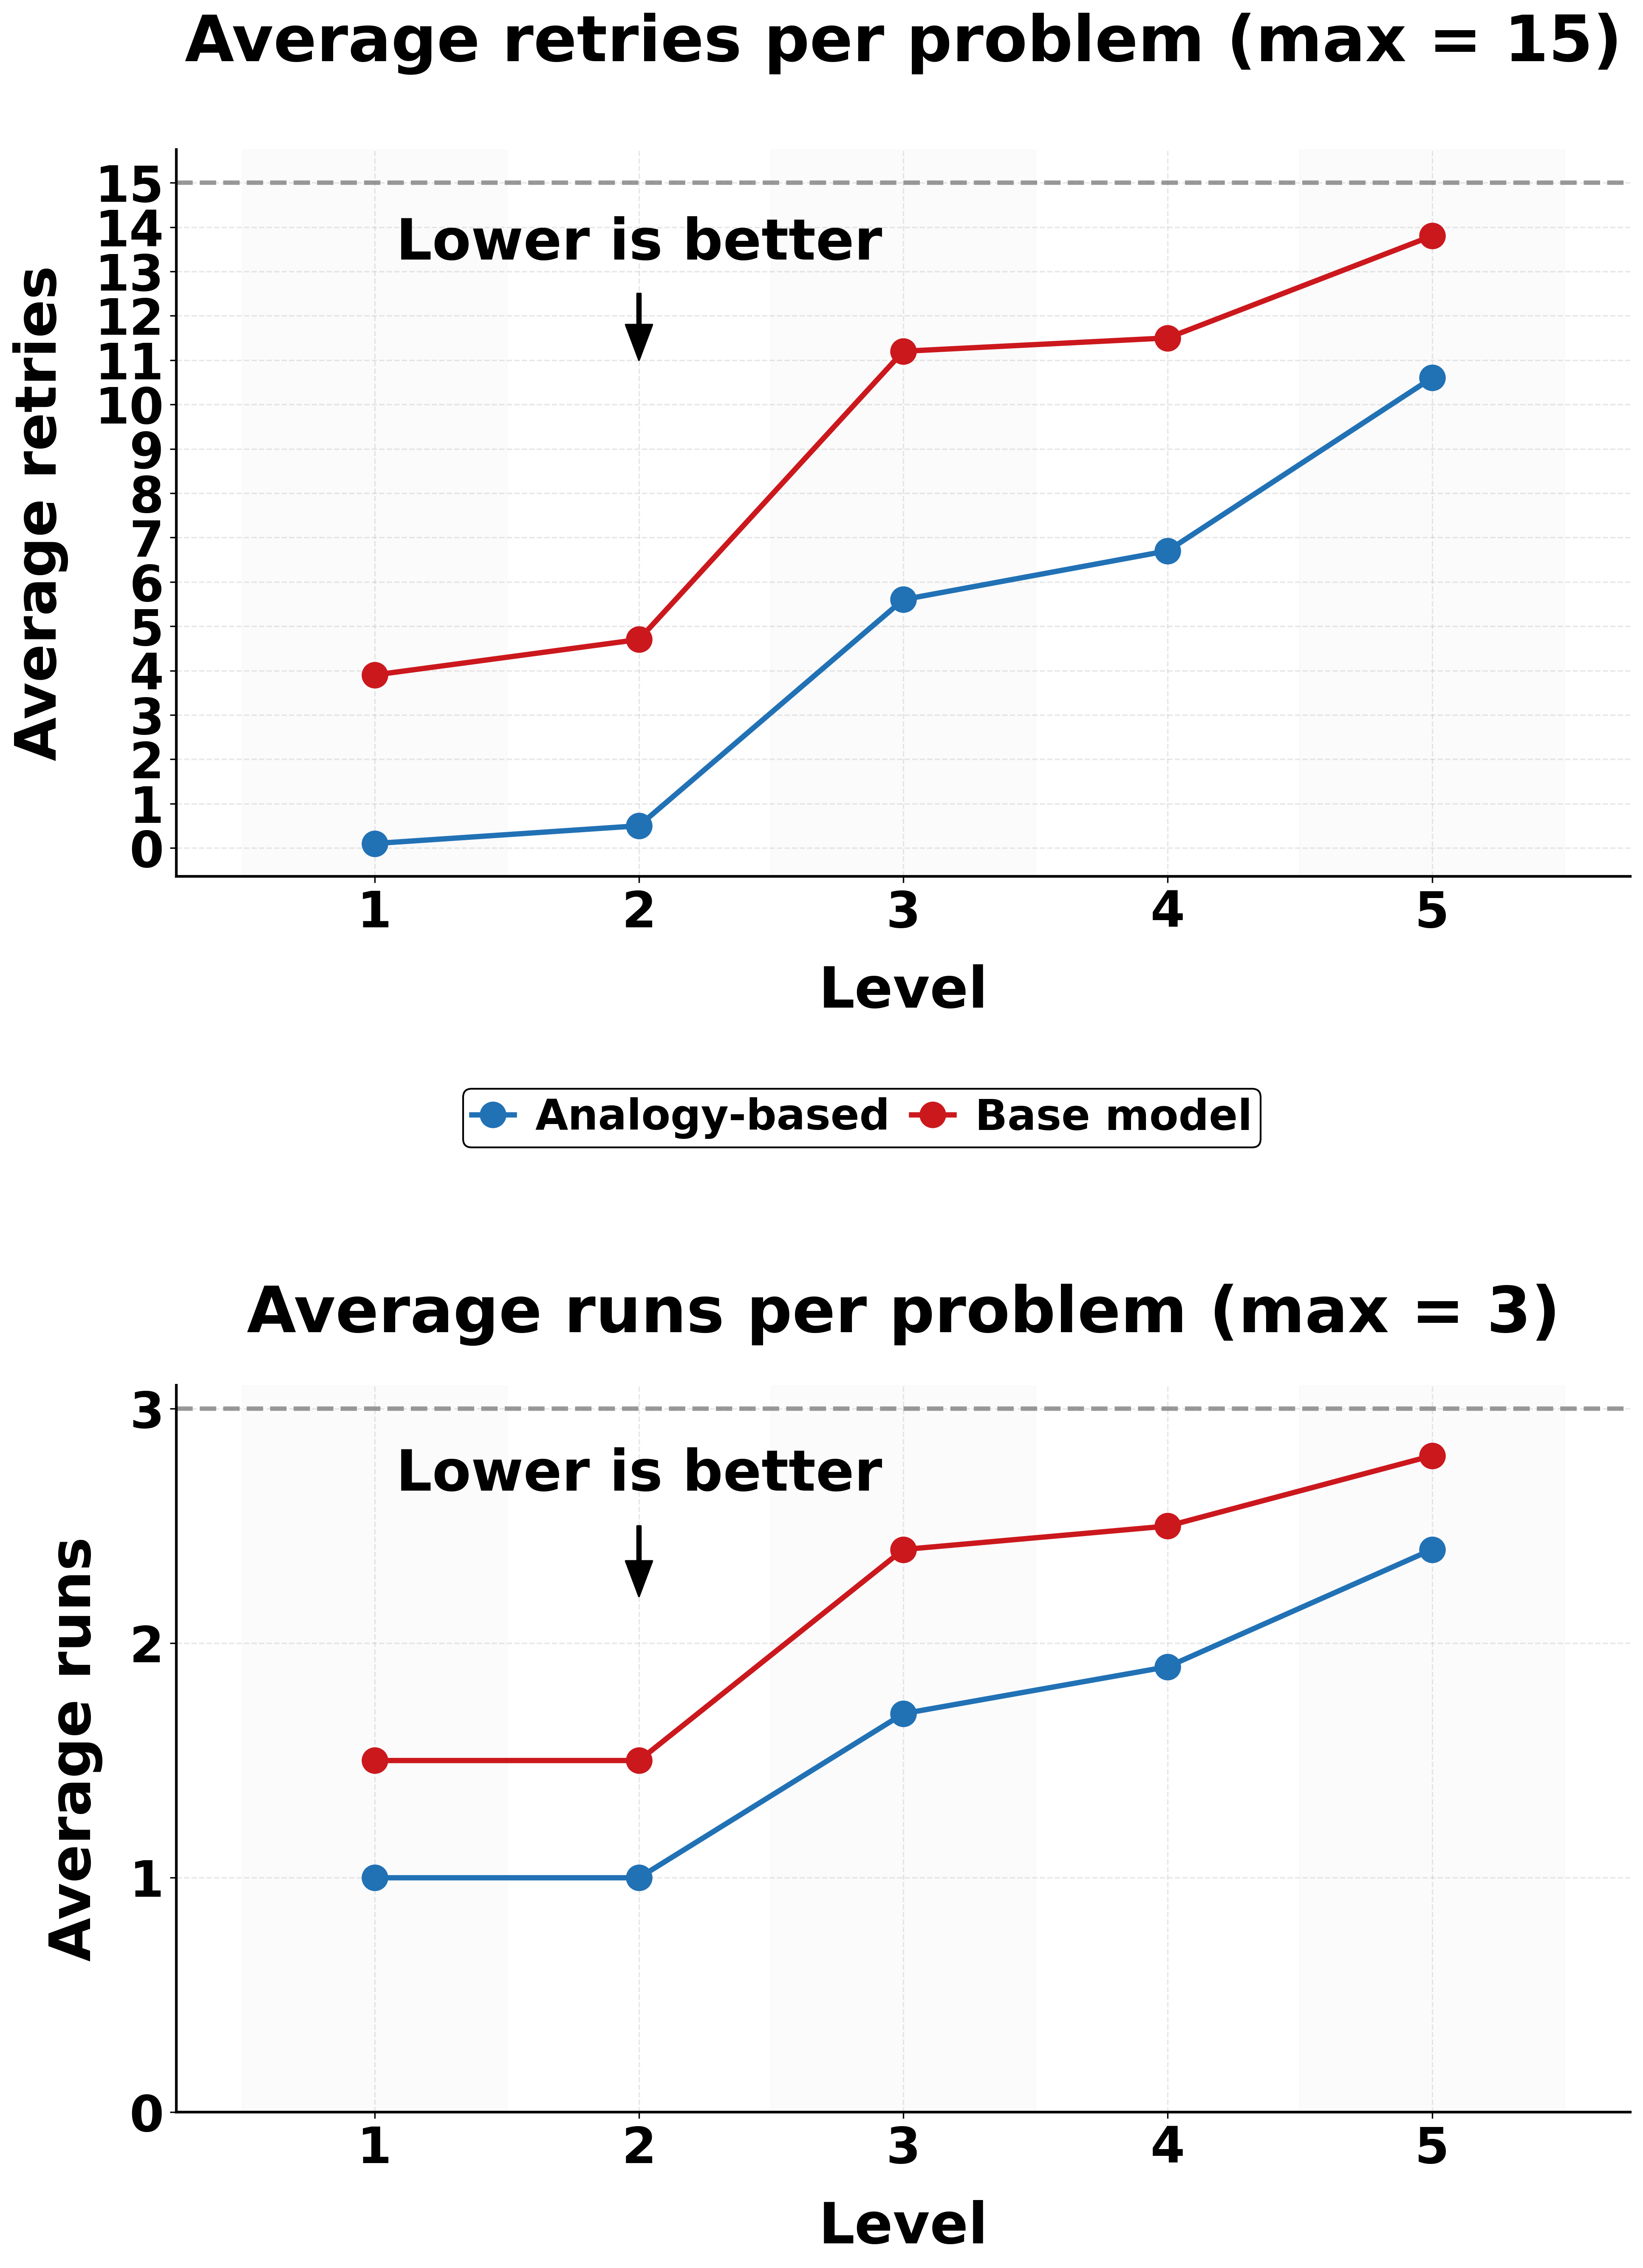 Average retries per problem (max = 15)
15
14
Lower is better
13
12
11
10
9
8
7
6
5
4
3
2
1
0
Average retries
1 2 3 4 5
Level
Analogy-based Base model
Average runs per problem (max = 3)
3
Lower is better
2
1
0
Average runs
1 2 3 4 5
Level